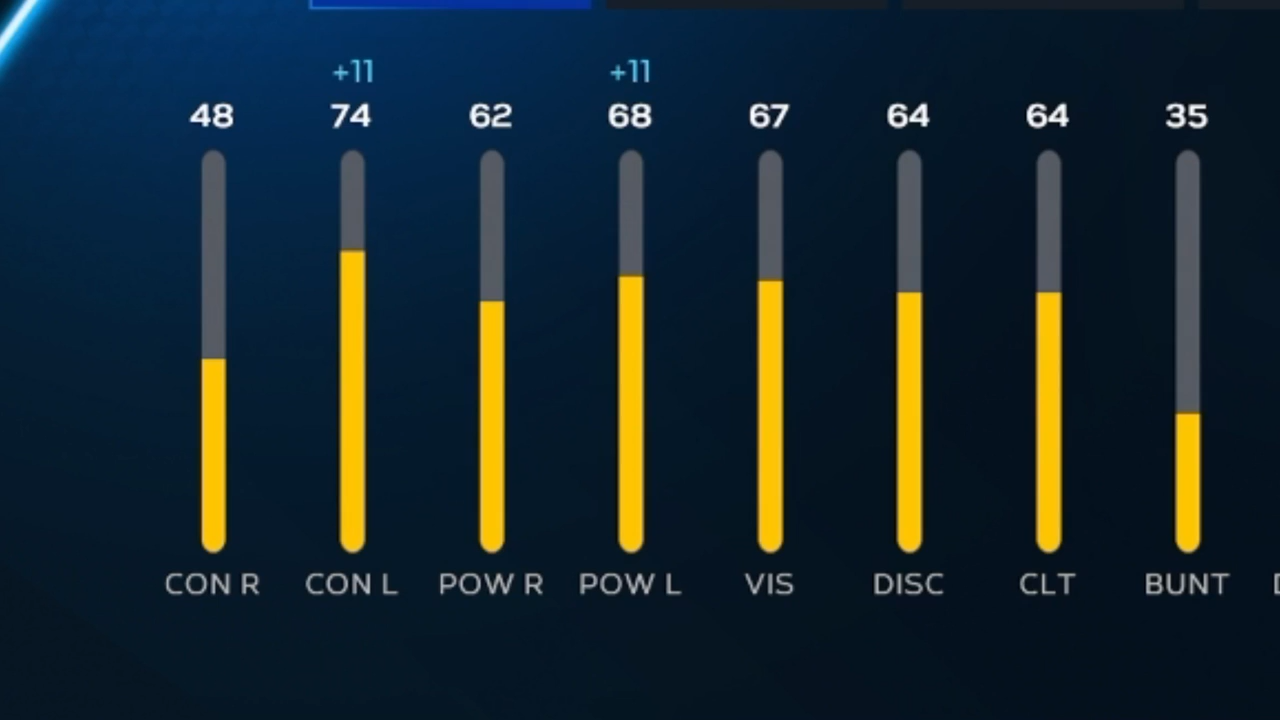 +11 +11
48 74 62 68 67 64 64 35
CON R CON L POW R POW L VIS DISC CLT BUNT